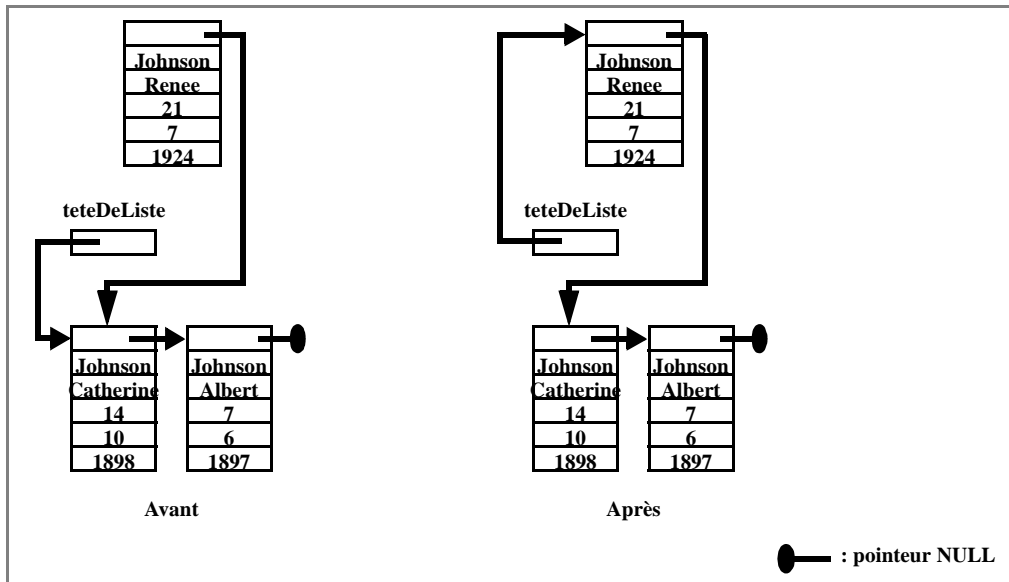 Johnson
Renee
21
7
1924
teteDeListe
Johnson
Catherine
14
10
1898
Johnson
Albert
7
6
1897
Avant
Johnson
Renee
21
7
1924
teteDeListe
Johnson
Catherine
14
10
1898
Johnson
Albert
7
6
1897
Après
: pointeur NULL